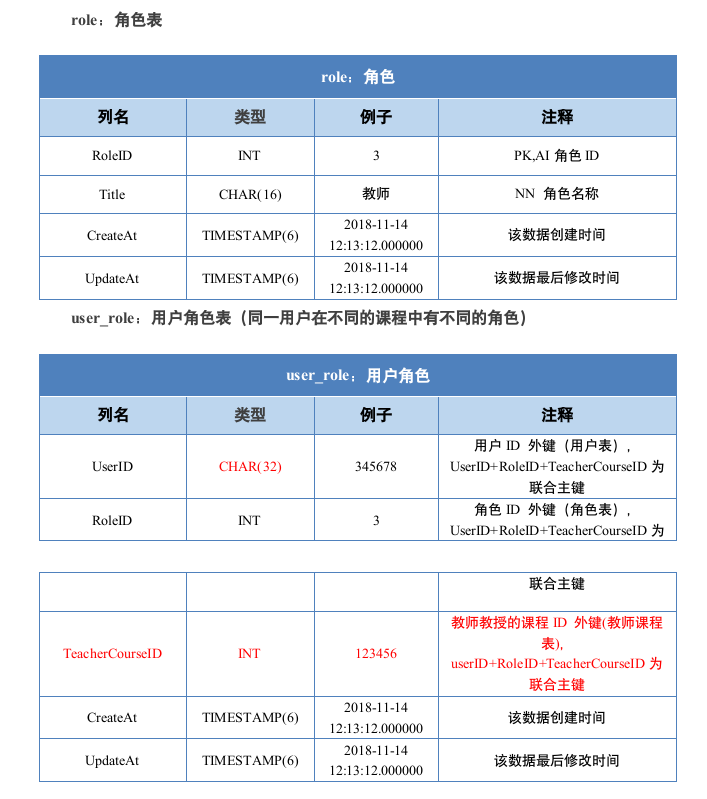 role：角色表
role：角色
列名 类型 例子 注释
RoleID INT 3 PK,AI 角色 ID
Title CHAR(16) 教师 NN 角色名称
CreateAt TIMESTAMP(6) 2018-11-14 12:13:12.000000 该数据创建时间
UpdateAt TIMESTAMP(6) 2018-11-14 12:13:12.000000 该数据最后修改时间
user_role：用户角色表（同一用户在不同的课程中有不同的角色）
user_role：用户角色
列名 类型 例子 注释
UserID CHAR(32) 345678 用户 ID 外键（用户表），
UserID+RoleID+TeacherCourseID 为
联合主键
RoleID INT 3 角色 ID 外键（角色表），
UserID+RoleID+TeacherCourseID 为
联合主键
TeacherCourseID INT 123456 教师教授的课程 ID 外键(教师课程
表),
userID+RoleID+TeacherCourseID 为
联合主键
CreateAt TIMESTAMP(6) 2018-11-14 12:13:12.000000 该数据创建时间
UpdateAt TIMESTAMP(6) 2018-11-14 12:13:12.000000 该数据最后修改时间